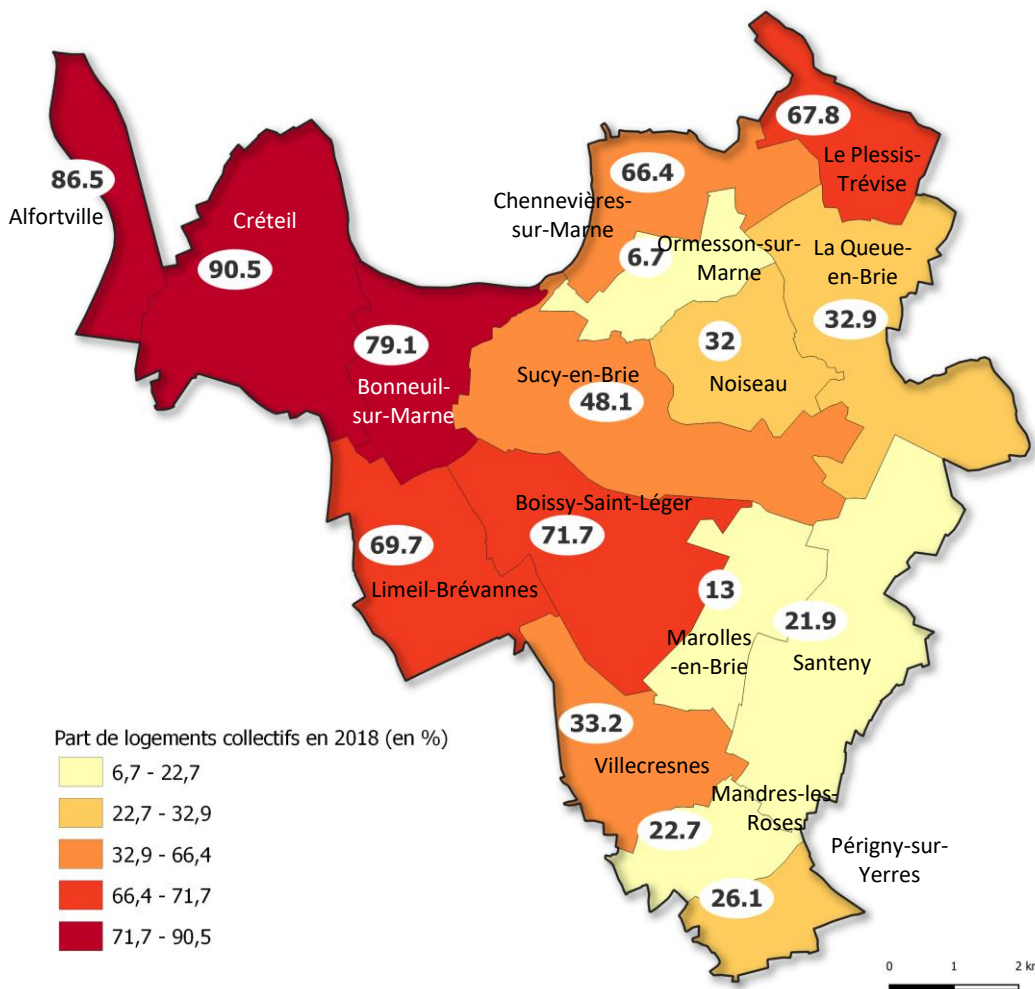 67.8
Le Plessis-
Trévise
86.5
Alfortville
66.4
Chennevières-
sur-Marne
Créteil
90.5
6.7
Ormesson-sur-
Marne
La Queue-
en-Brie
32.9
79.1
Bonneuil-
sur-Marne
32
Noiseau
Sucy-en-Brie
48.1
Boissy-Saint-Léger
71.7
69.7
Limeil-Brévannes
13
Marolles
-en-Brie
21.9
Santeny
33.2
Villecresnes
Mandres-les-
Roses
22.7
Périgny-sur-
Yerres
26.1
Part de logements collectifs en 2018 (en %)
6,7 - 22,7
22,7 - 32,9
32,9 - 66,4
66,4 - 71,7
71,7 - 90,5
0 1 2 km